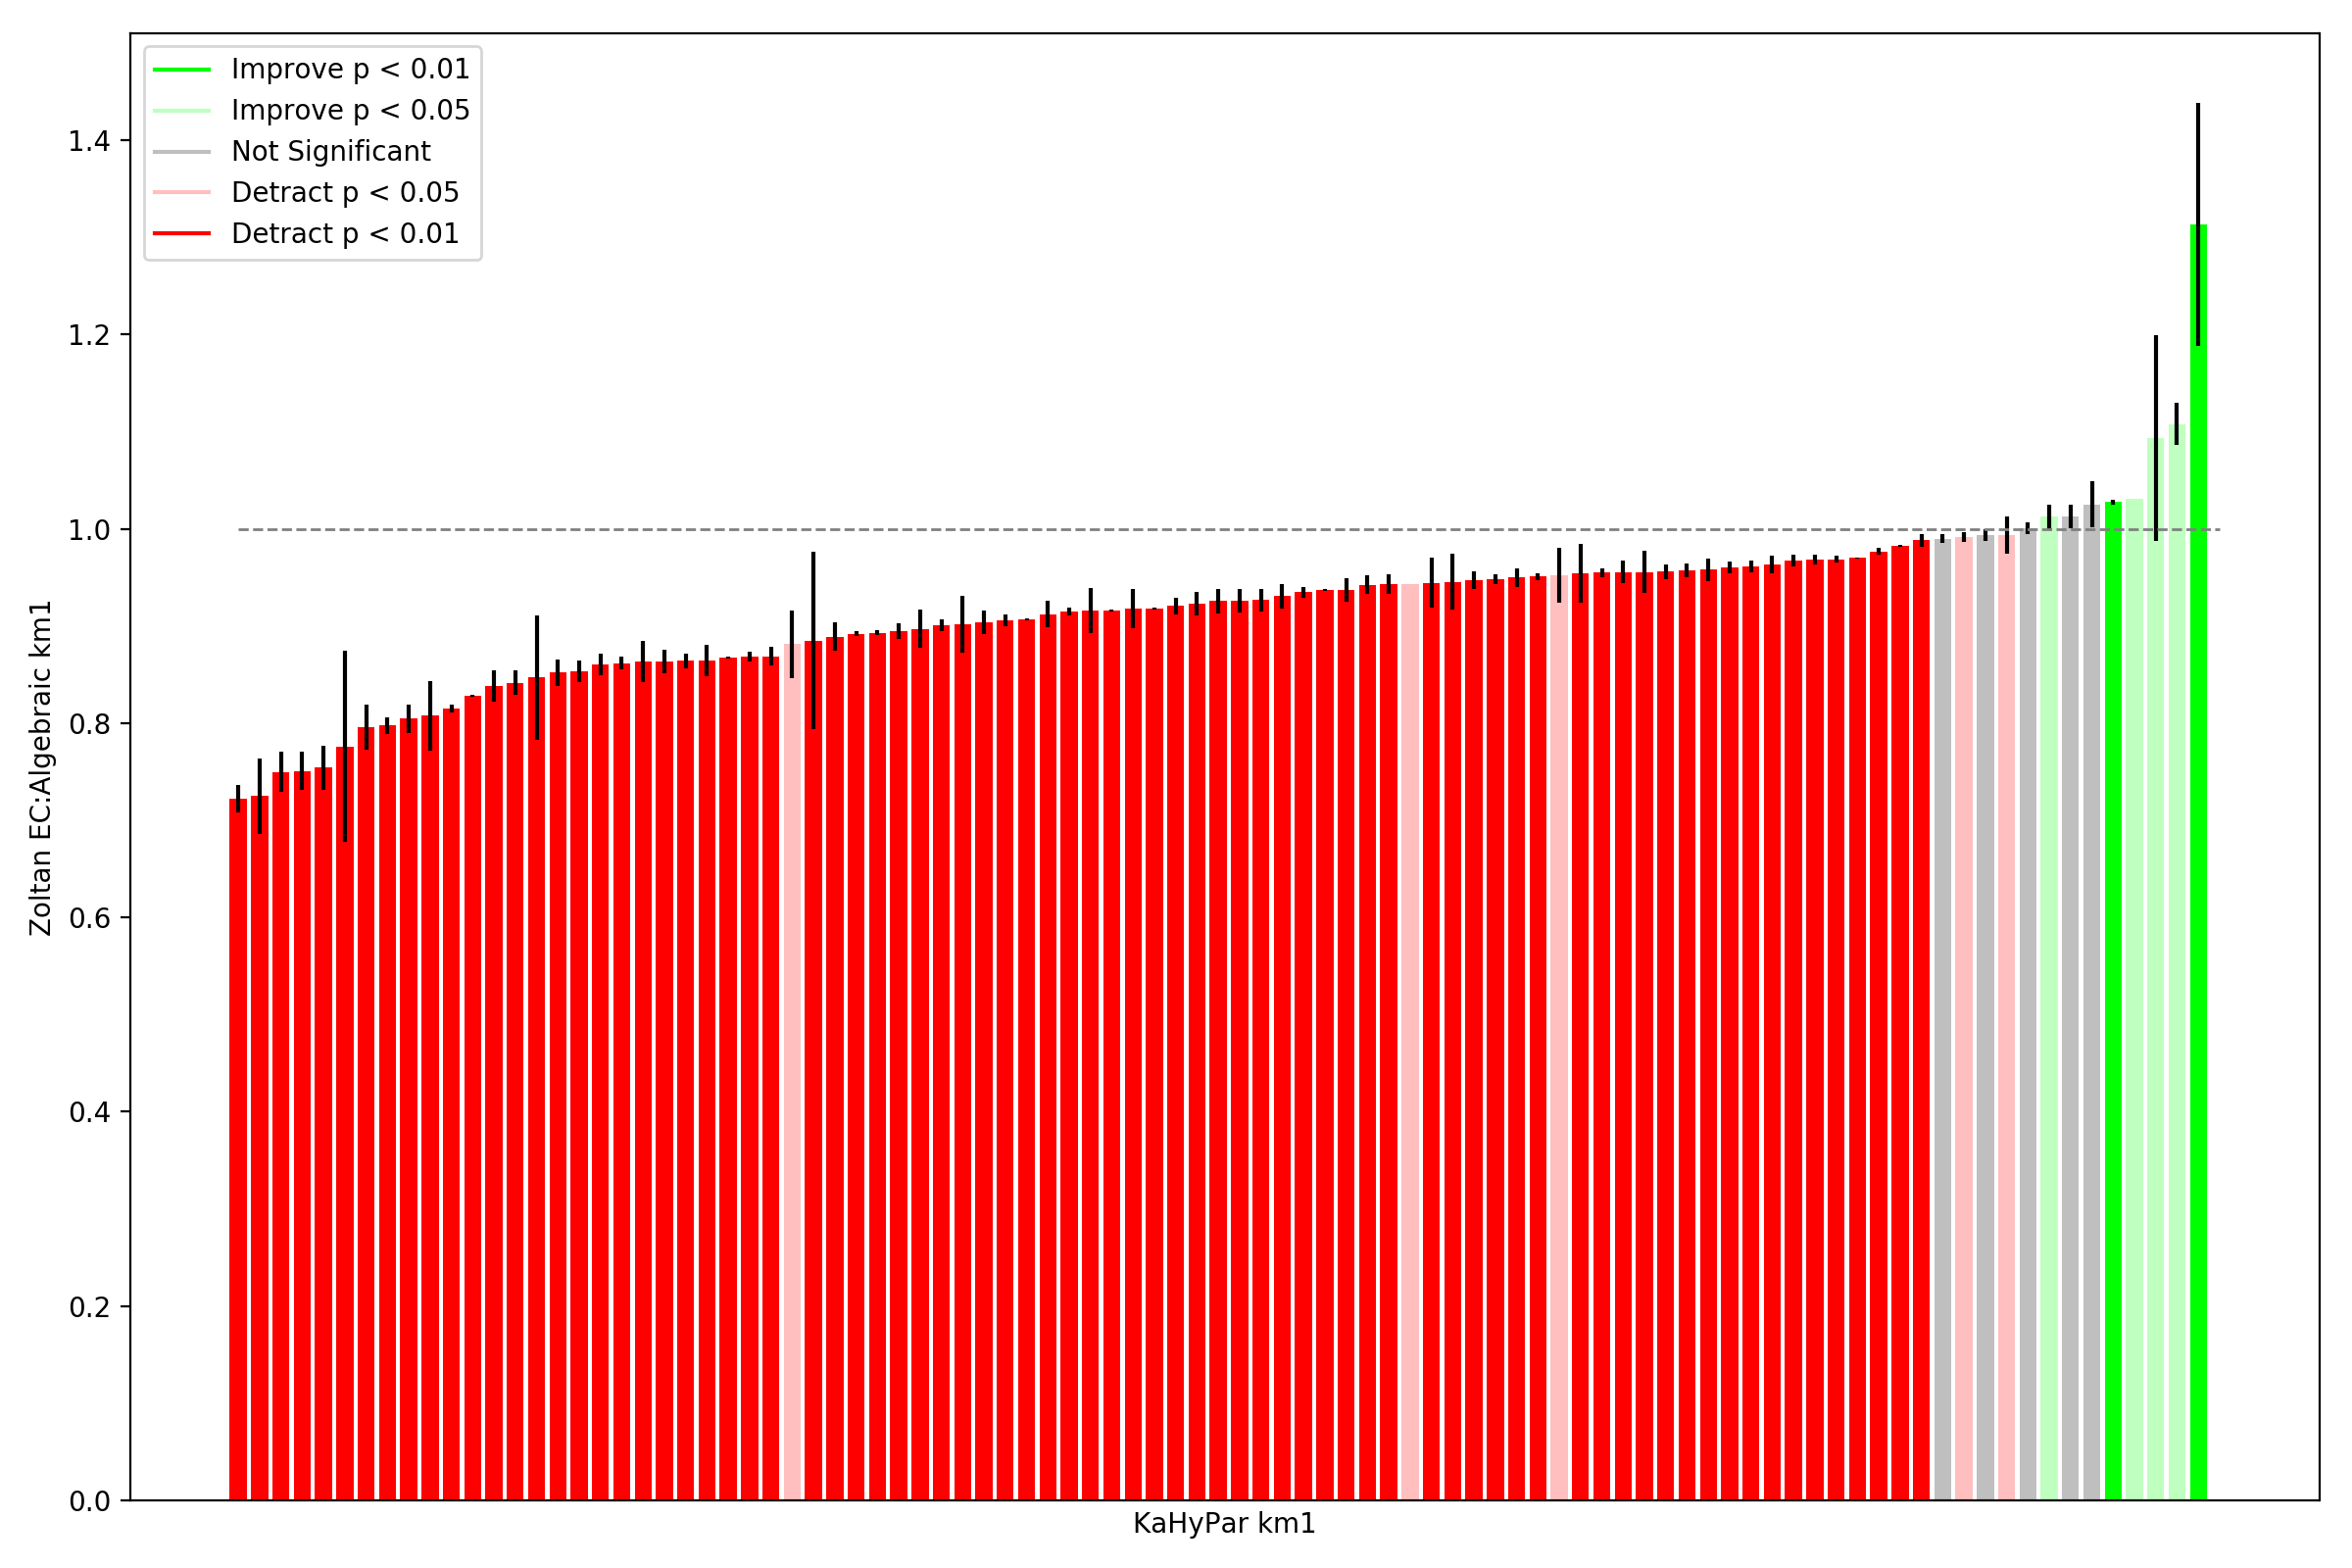 Improve p < 0.01
Improve p < 0.05
Not Significant
Detract p < 0.05
Detract p < 0.01
1.4
1.2
1.0
0.8
0.6
0.4
0.2
0.0
Zoltan EC:Algebraic km1
KaHyPar km1